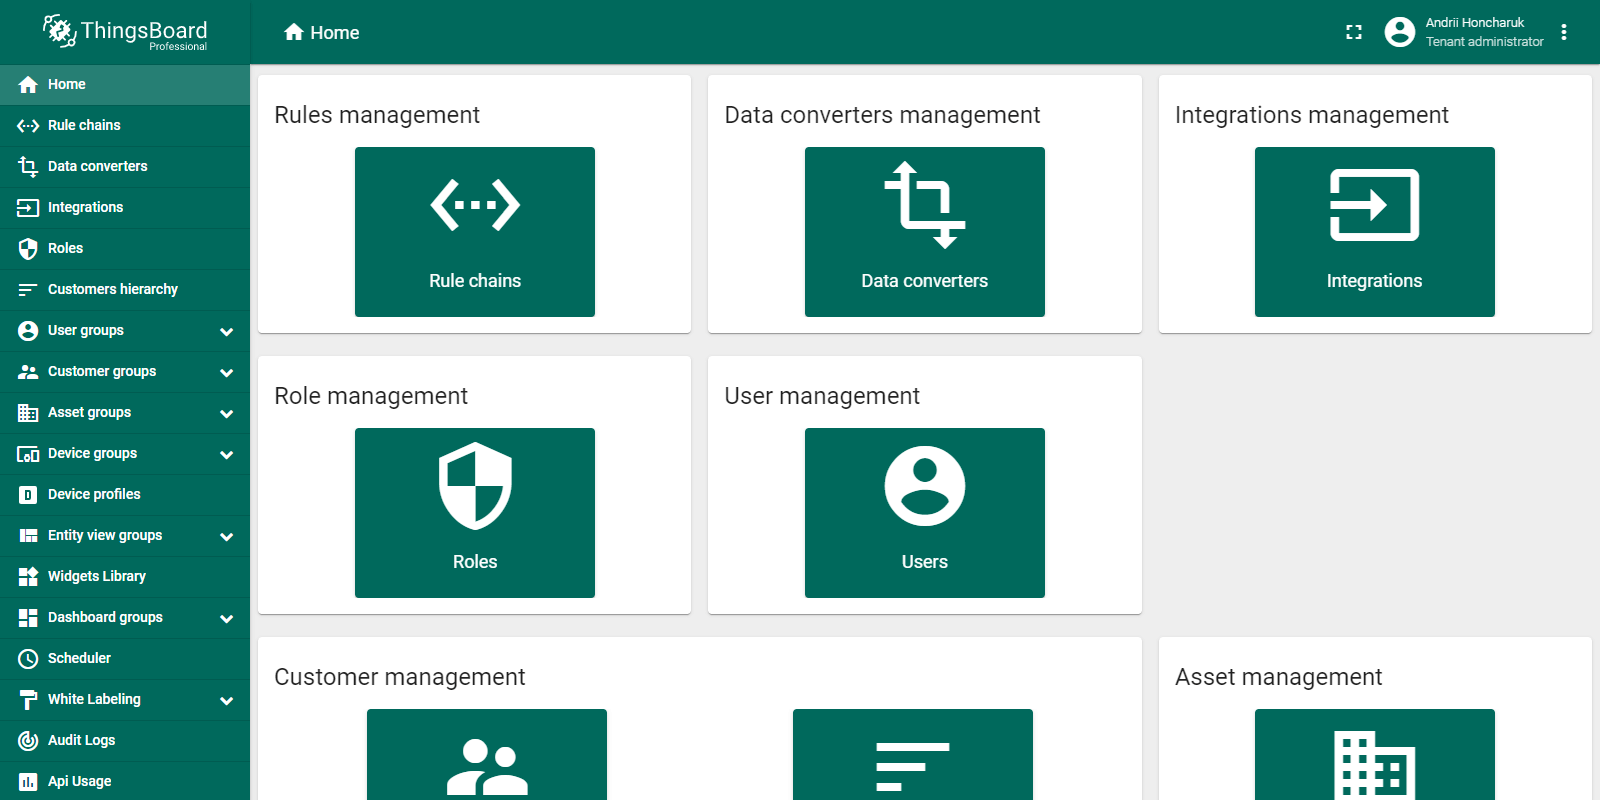 ThingsBoard
Professional
Home
Rule chains
Data converters
Integrations
Roles
Customers hierarchy
User groups
Customer groups
Asset groups
Device groups
Device profiles
Entity view groups
Widgets Library
Dashboard groups
Scheduler
White Labeling
Audit Logs
Api Usage
Home
Andrii Honcharuk
Tenant administrator
Rules management
Rule chains
Data converters management
Data converters
Integrations management
Integrations
Role management
Roles
User management
Users
Customer management
Asset management